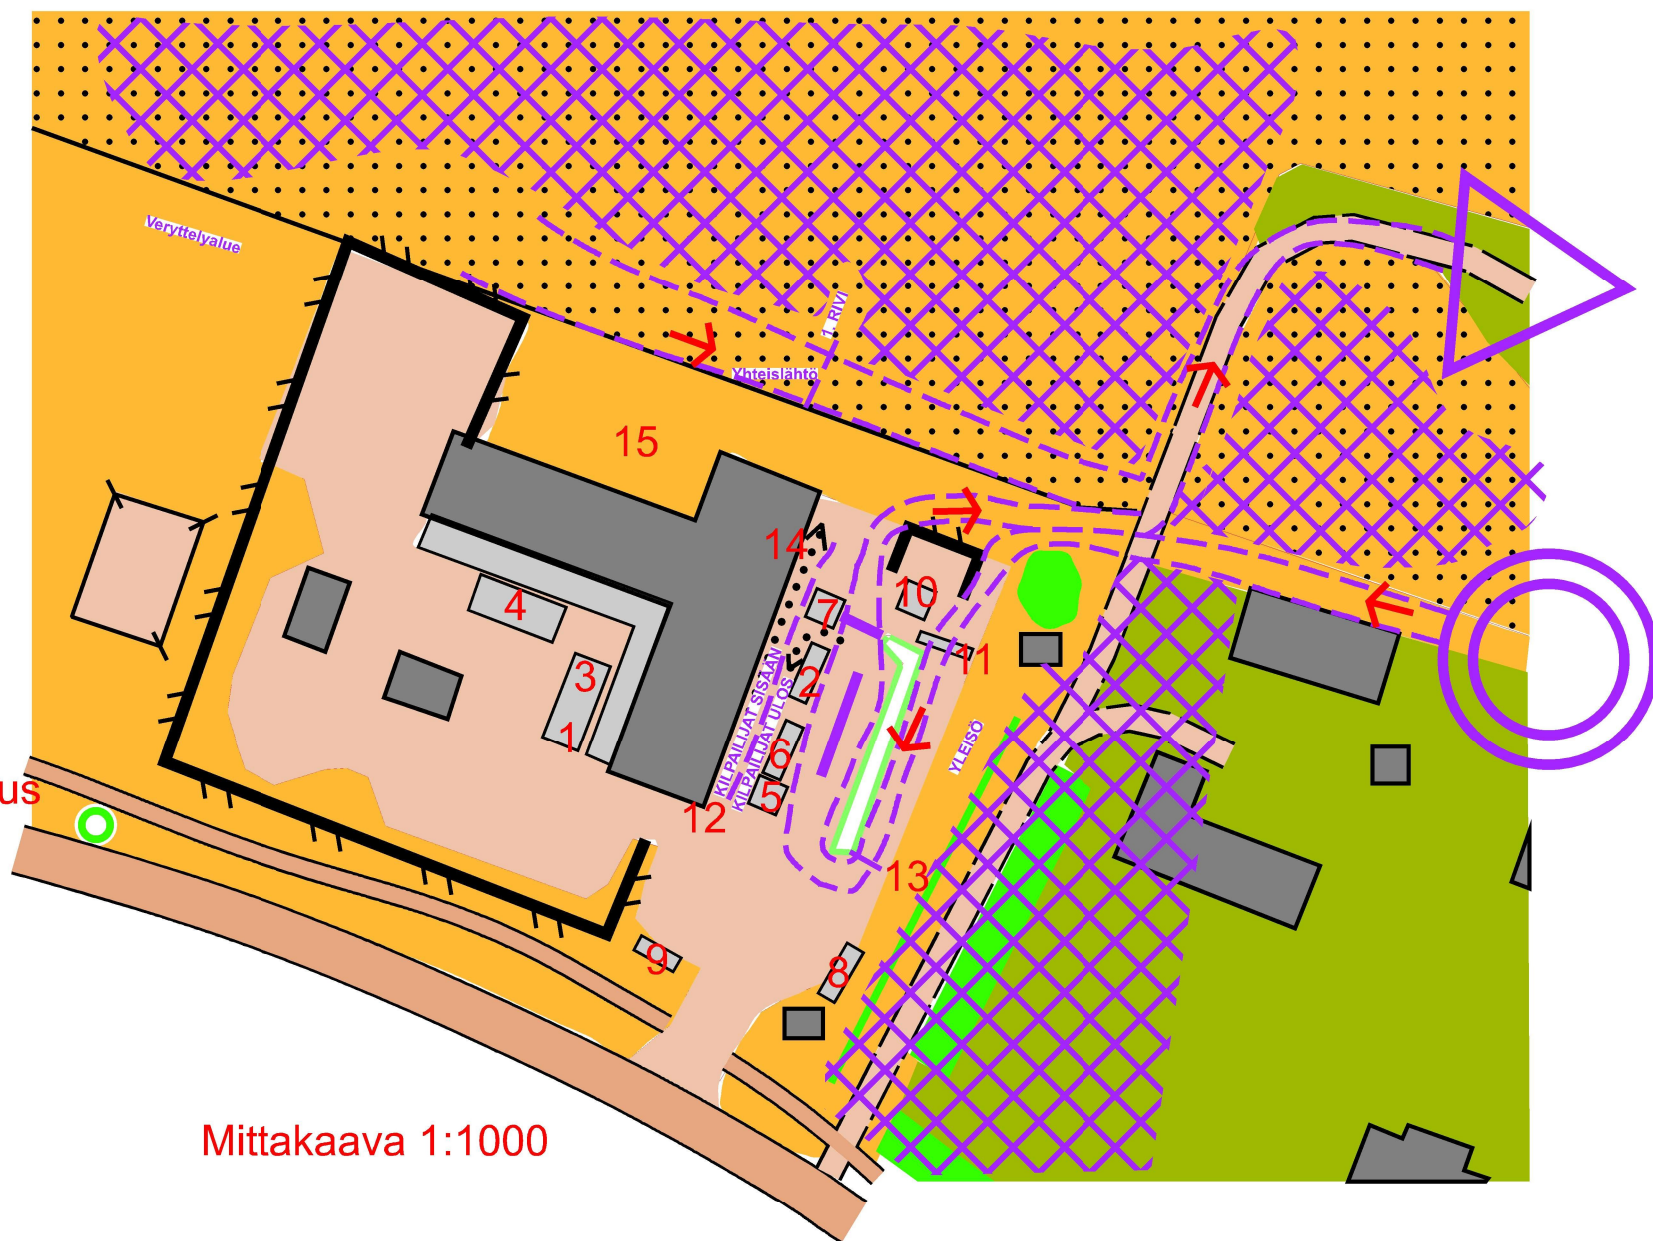 Veryttelyalue
1. RIVI
Yhteislähtö
15
14
10
7
4
11
3
2
KILPAILIJAT SISÄÄN
KILPAILIJAT ULOS
YLEISÖ
1
6
5
us
12
13
9
8
Mittakaava 1:1000